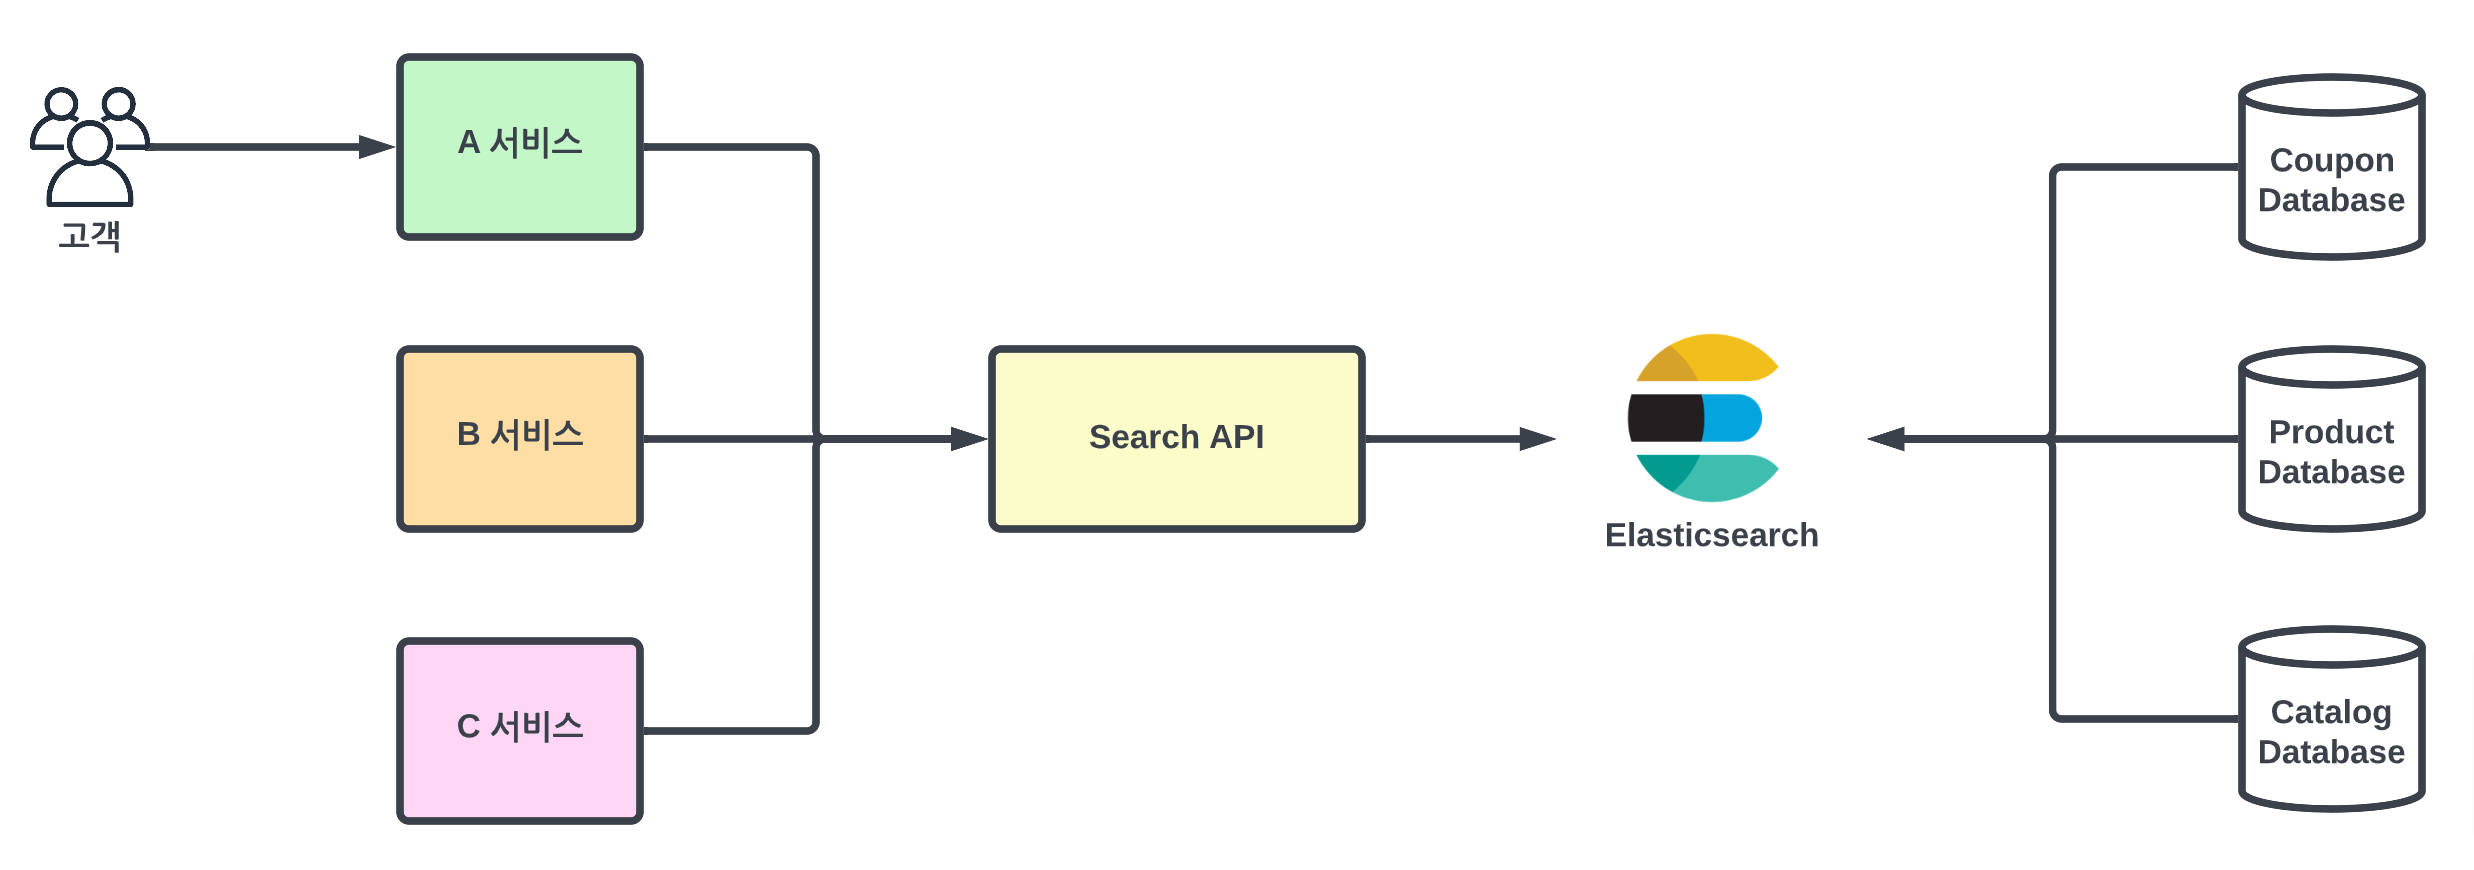 고객
A 서비스
B 서비스
C 서비스
Search API
Elasticsearch
Coupon
Database
Product
Database
Catalog
Database